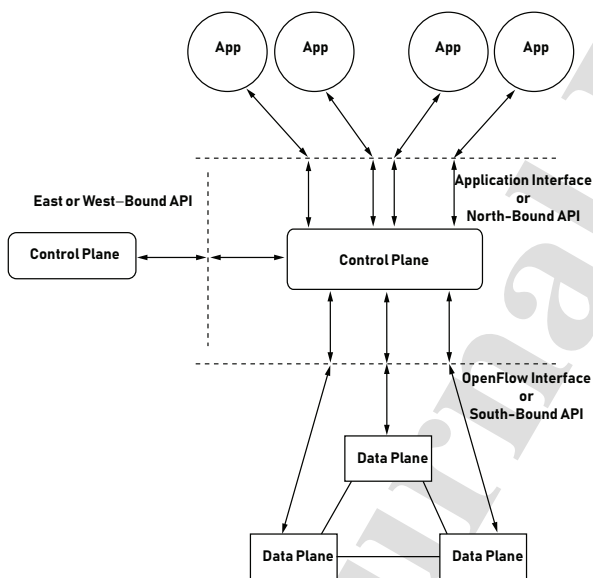 App
App
App
App
East or West–Bound API
Application Interface
or
North-Bound API
Control Plane
Control Plane
OpenFlow Interface
or
South-Bound API
Data Plane
Data Plane
Data Plane